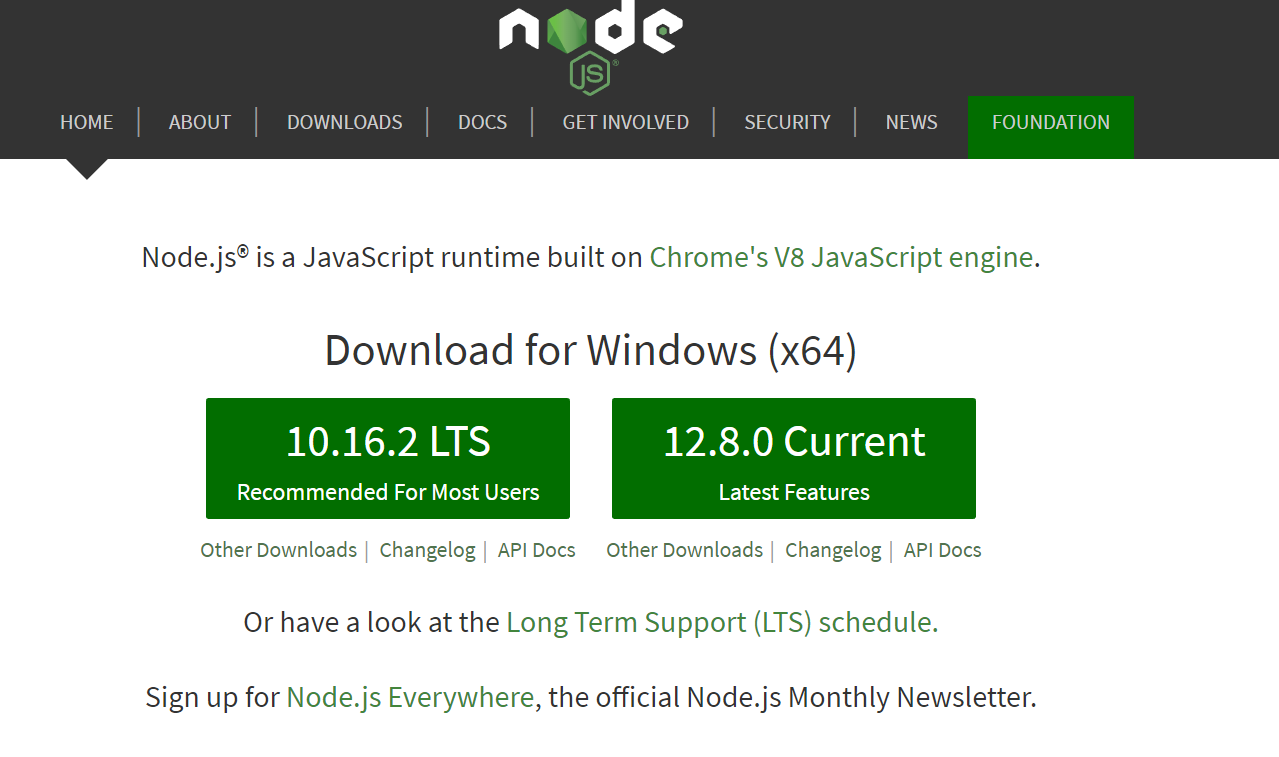 node
JS®
HOME | ABOUT | DOWNLOADS | DOCS | GET INVOLVED | SECURITY | NEWS FOUNDATION
Node.js® is a JavaScript runtime built on Chrome's V8 JavaScript engine.
Download for Windows (x64)
10.16.2 LTS
Recommended For Most Users
12.8.0 Current
Latest Features
Other Downloads | Changelog | API Docs
Other Downloads | Changelog | API Docs
Or have a look at the Long Term Support (LTS) schedule.
Sign up for Node.js Everywhere, the official Node.js Monthly Newsletter.